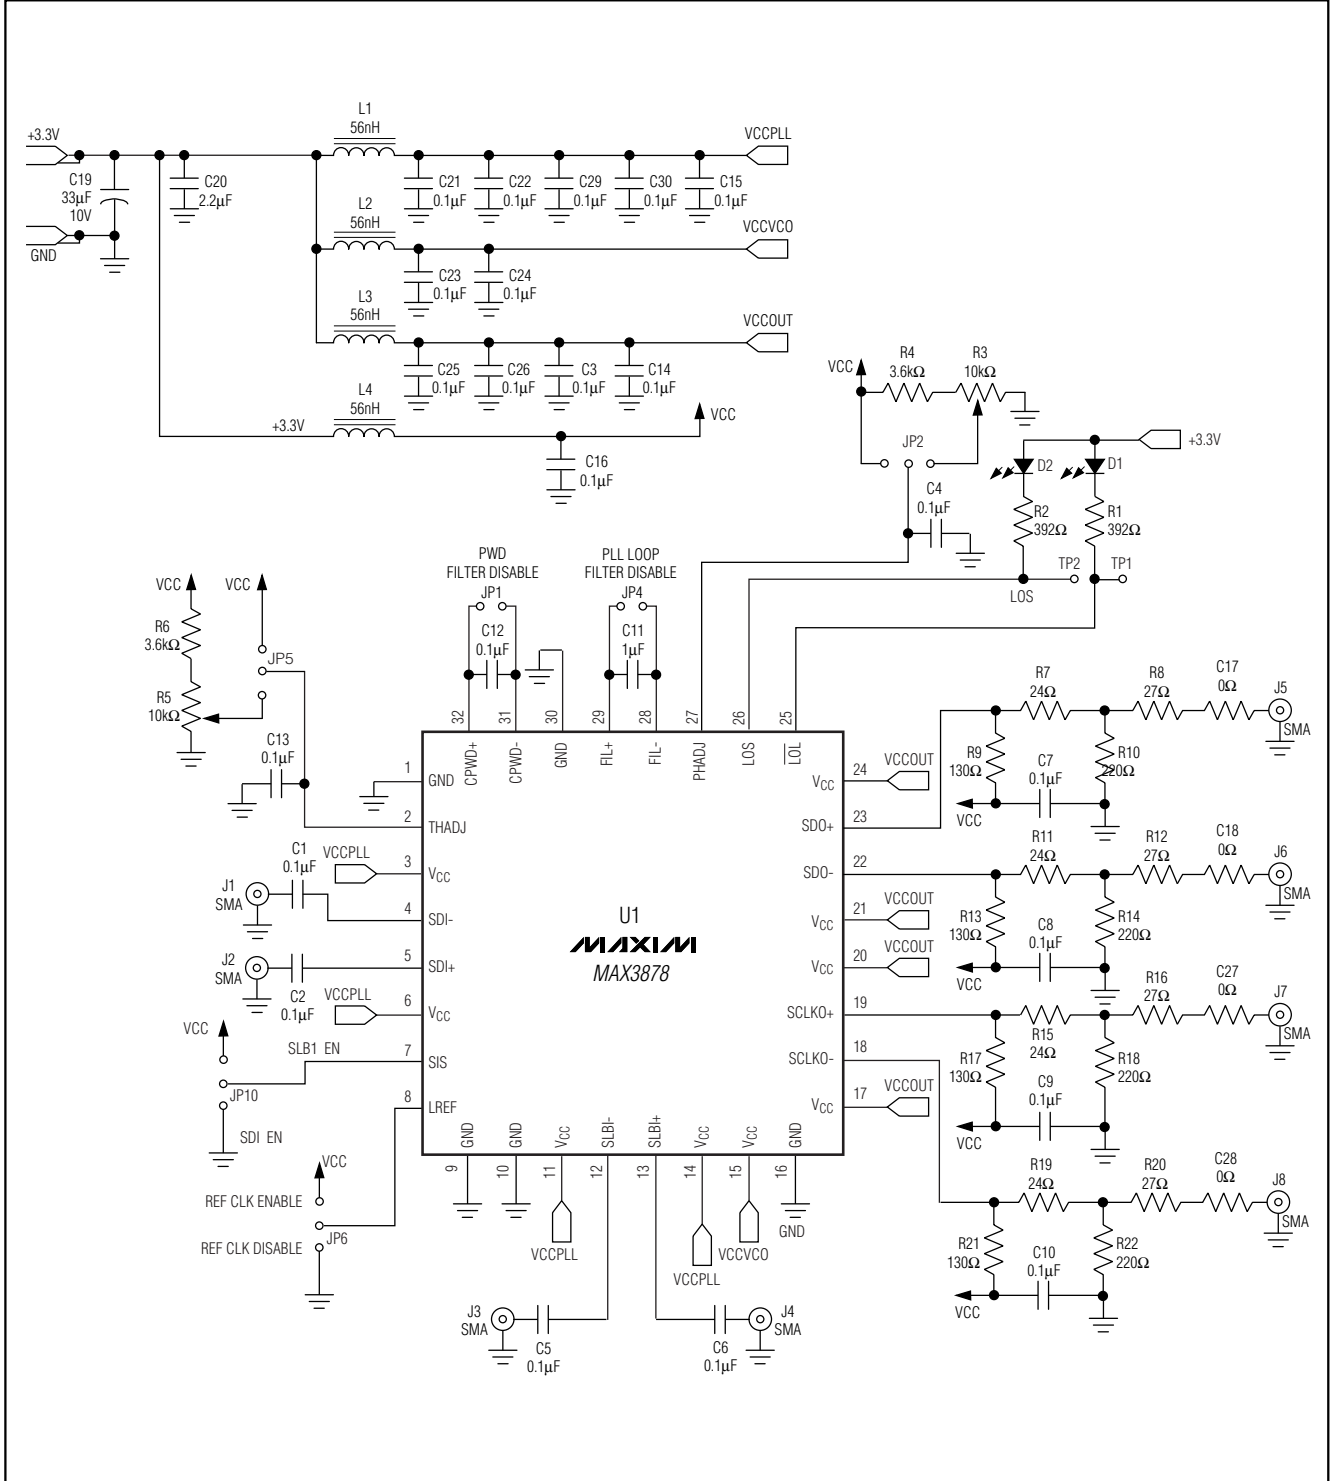 L1
56nH
+3.3V
VCCPLL
C19
33µF
10V
C20
2.2µF
C21
0.1µF
C22
0.1µF
C29
0.1µF
C30
0.1µF
C15
0.1µF
GND
L2
56nH
VCCVCO
C23
0.1µF
C24
0.1µF
L3
56nH
VCCOUT
C25
0.1µF
C26
0.1µF
C3
0.1µF
C14
0.1µF
L4
56nH
+3.3V
VCC
C16
0.1µF
VCC
R4
3.6kΩ
R3
10kΩ
JP2
C4
0.1µF
+3.3V
D2
D1
R2
392Ω
R1
392Ω
TP2
TP1
LOS
PWD
FILTER DISABLE
JP1
C12
0.1µF
PLL LOOP
FILTER DISABLE
JP4
C11
1µF
VCC
VCC
R6
3.6kΩ
JP5
R5
10kΩ
C13
0.1µF
32
31
30
29
28
27
26
25
CPWD+
CPWD-
GND
FIL+
FIL-
PHADJ
LOS
LOL
1
GND
2
THADJ
VCCPLL
3
VCC
C1
0.1µF
J1
SMA
4
SDI-
J2
SMA
C2
0.1µF
5
SDI+
VCCPLL
6
VCC
VCC
SLB1 EN
7
SIS
JP10
SDI EN
8
LREF
VCC
REF CLK ENABLE
JP6
REF CLK DISABLE
U1
MAXIM
MAX3878
24
VCC
VCCOUT
23
SDO+
22
SDO-
21
VCC
VCCOUT
20
VCC
VCCOUT
19
SCLKO+
18
SCLKO-
17
VCC
VCCOUT
GND
GND
VCC
SLBI-
SLBI+
VCC
VCC
GND
9
10
11
12
13
14
15
16
VCCPLL
VCCPLL
VCCVCO
GND
J3
SMA
C5
0.1µF
C6
0.1µF
J4
SMA
R7
24Ω
R8
27Ω
C17
0Ω
J5
SMA
R9
130Ω
C7
0.1µF
R10
220Ω
VCC
R11
24Ω
R12
27Ω
C18
0Ω
J6
SMA
R13
130Ω
C8
0.1µF
R14
220Ω
VCC
R15
24Ω
R16
27Ω
C27
0Ω
J7
SMA
R17
130Ω
C9
0.1µF
R18
220Ω
VCC
R19
24Ω
R20
27Ω
C28
0Ω
J8
SMA
R21
130Ω
C10
0.1µF
R22
220Ω
VCC